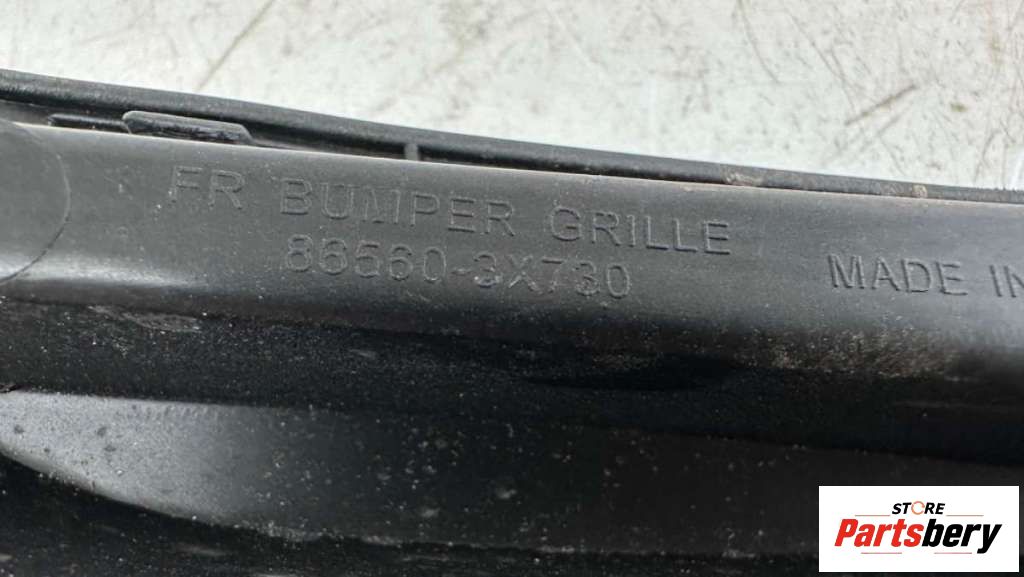 FR BUMPER GRILLE
86560-3X730
MADE IN
STORE
Partsbery